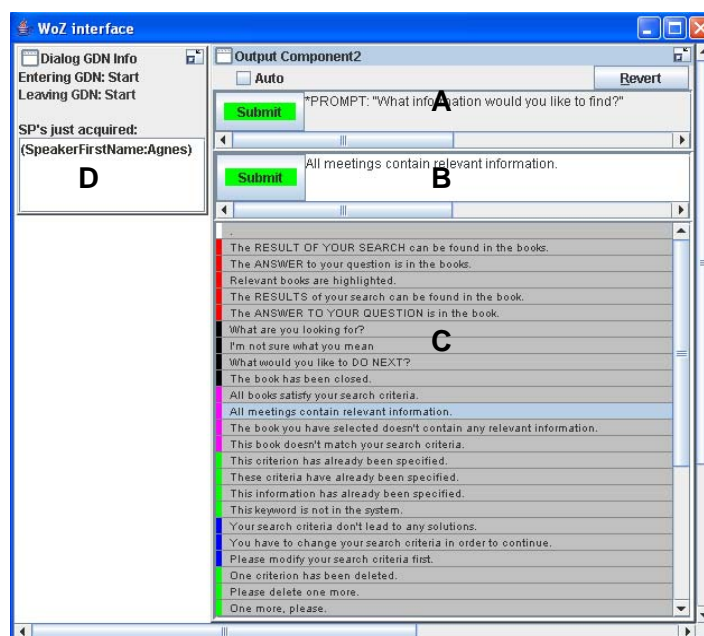 WoZ interface
Dialog GDN Info
Entering GDN: Start
Leaving GDN: Start
SP's just acquired:
(SpeakerFirstName:Agnes)
D
Output Component2
Auto
Revert
Submit
*PROMPT: "What information would you like to find?"
A
Submit
All meetings contain relevant information.
B
.
The RESULT OF YOUR SEARCH can be found in the books.
The ANSWER to your question is in the books.
Relevant books are highlighted.
The RESULTS of your search can be found in the book.
The ANSWER TO YOUR QUESTION is in the book.
What are you looking for?
I'm not sure what you mean
C
What would you like to DO NEXT?
The book has been closed.
All books satisfy your search criteria.
All meetings contain relevant information.
The book you have selected doesn't contain any relevant information.
This book doesn't match your search criteria.
This criterion has already been specified.
These criteria have already been specified.
This information has already been specified.
This keyword is not in the system.
Your search criteria don't lead to any solutions.
You have to change your search criteria in order to continue.
Please modify your search criteria first.
One criterion has been deleted.
Please delete one more.
One more, please.